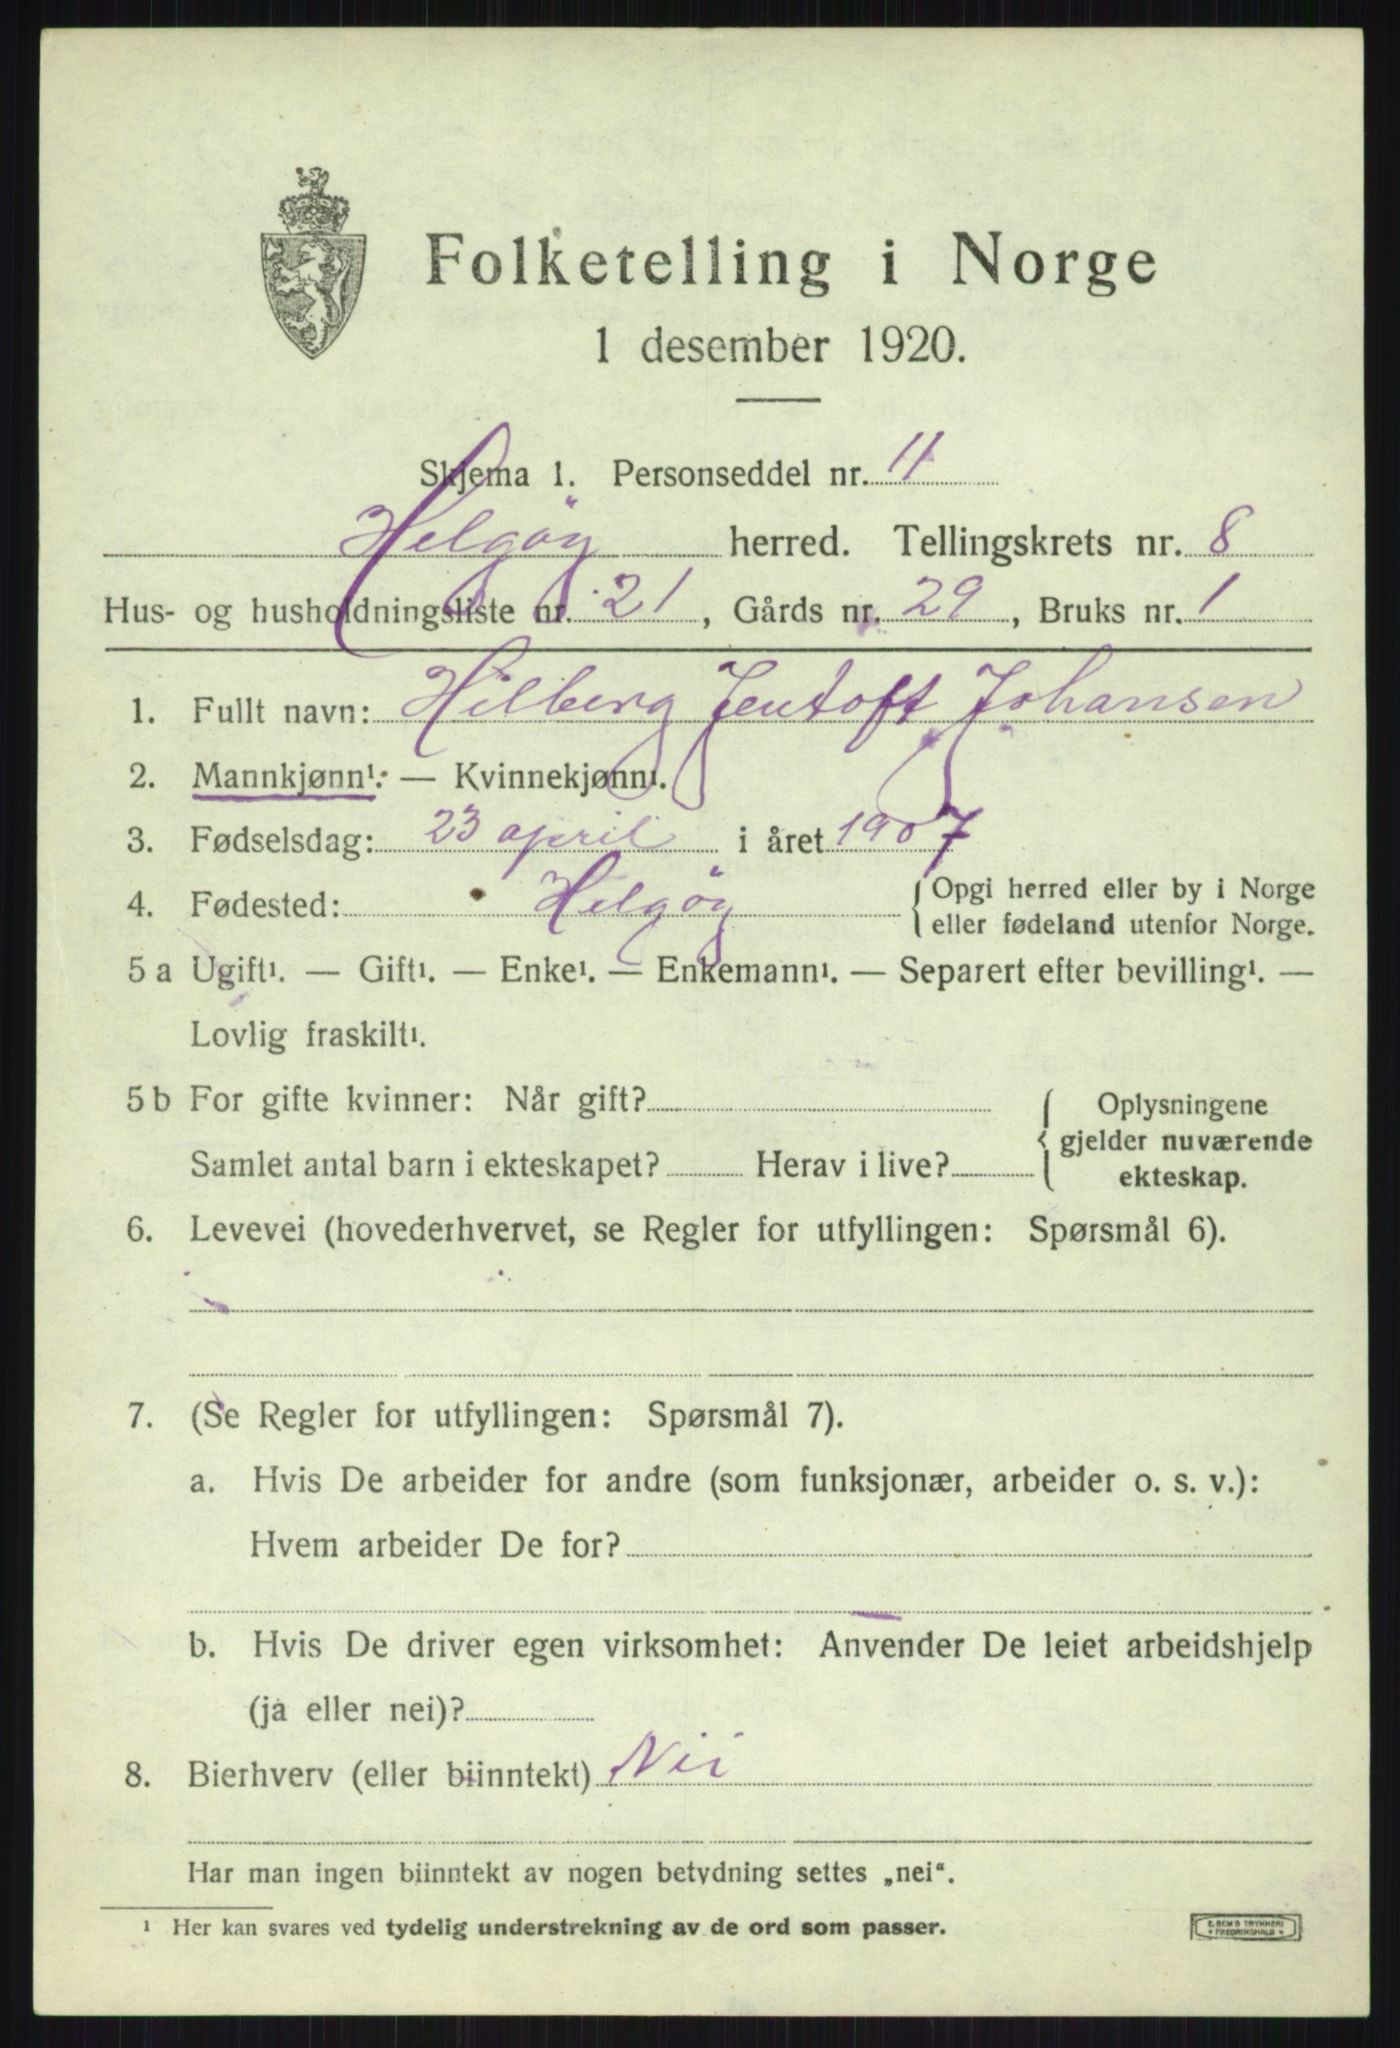 Folketelling i Norge
1 desember 1920.
Skjema 1. Personseddel nr. 11
Helgøy herred. Tellingskrets nr. 8
Hus- og husholdningsliste nr. 21, Gårds nr. 29, Bruks nr. 1
1. Fullt navn: Hilberg Jentoft Johansen
2. Mannkjønn¹. — Kvinnekjønn¹.
3. Fødselsdag: 23 april i året 1907
4. Fødested: Helgøy { Opgi herred eller by i Norge
eller fødeland utenfor Norge.
5 a Ugift¹. — Gift¹. — Enke¹. — Enkemann¹. — Separert efter bevilling¹. —
Lovlig fraskilt¹.
5 b For gifte kvinner: Når gift? { Oplysningene
gjelder nuværende
Samlet antal barn i ekteskapet? Herav i live? ekteskap.
6. Levevei (hovederhvervet, se Regler for utfyllingen: Spørsmål 6).
7. (Se Regler for utfyllingen: Spørsmål 7).
a. Hvis De arbeider for andre (som funksjonær, arbeider o. s. v.):
Hvem arbeider De for?
b. Hvis De driver egen virksomhet: Anvender De leiet arbeidshjelp
(ja eller nei)?
8. Bierhverv (eller biinntekt) Nei
Har man ingen biinntekt av nogen betydning settes „nei“.
¹ Her kan svares ved tydelig understrekning av de ord som passer.
E. SEM'S TRYKKERI
FREDRIKSHALD